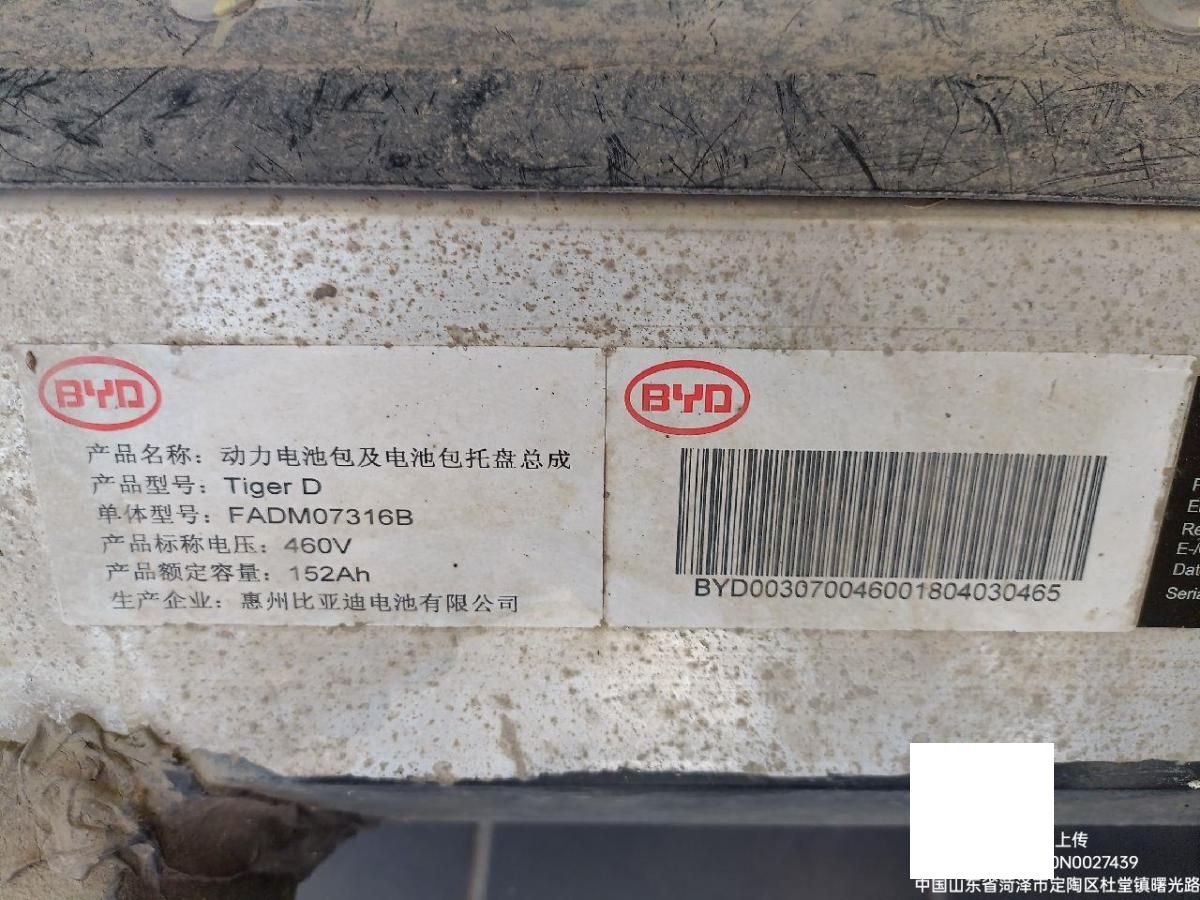 BYD
产品名称：动力电池包及电池包托盘总成
产品型号：Tiger D
单体型号：FADM07316B
产品标称电压：460V
产品额定容量：152Ah
生产企业：惠州比亚迪电池有限公司
BYD
BYD003070046001804030465
Re
E-/
Dat
Seria
上传
0N0027439
中国山东省菏泽市定陶区杜堂镇曙光路